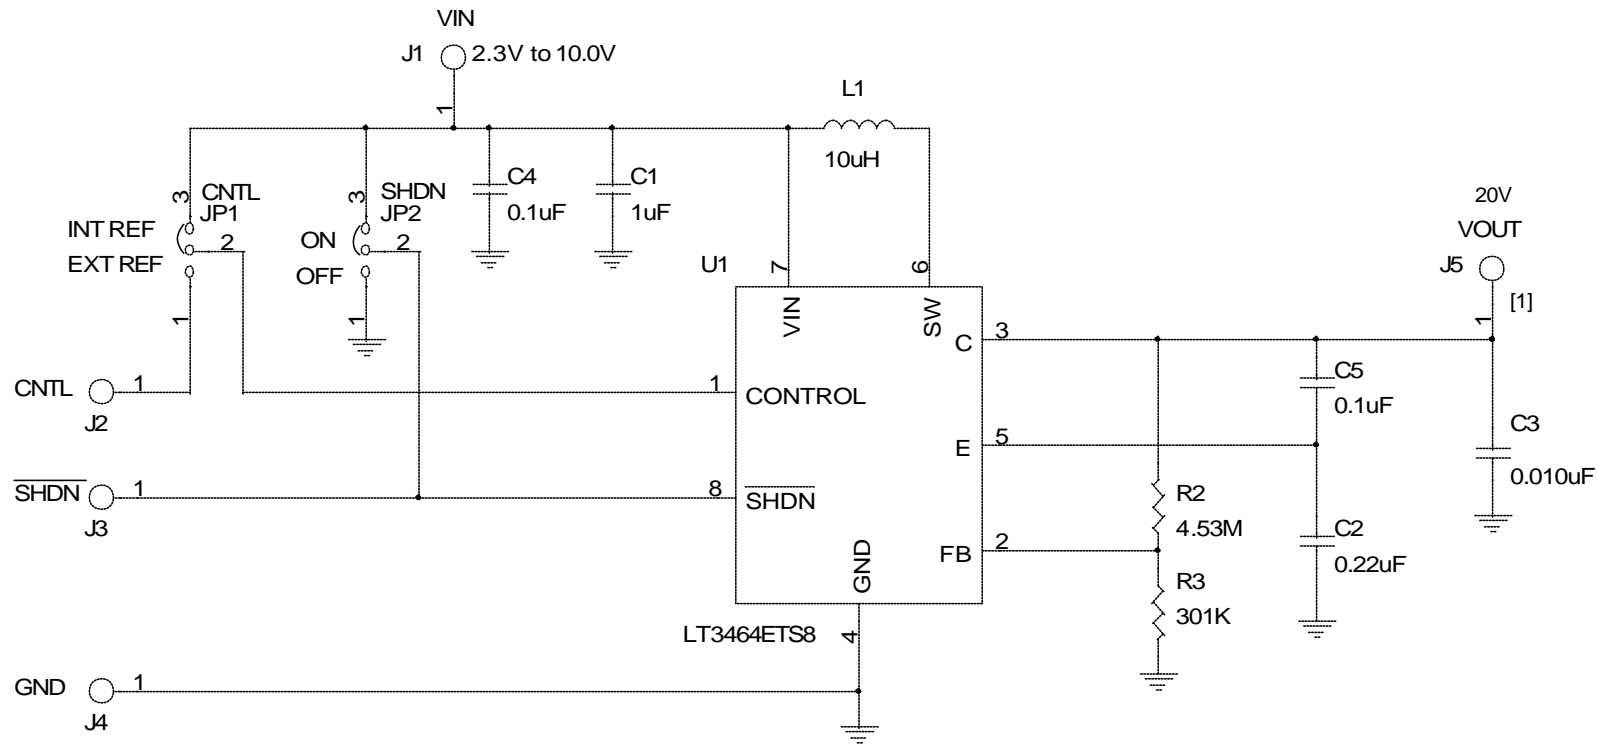 VIN
J1
2.3V to 10.0V
1
L1
10uH
3
CNTL
JP1
INT REF
EXT REF
2
1
3
SHDN
JP2
ON
OFF
2
1
C4
0.1uF
C1
1uF
20V
VOUT
J5
[1]
1
U1
7
6
VIN
SW
C
3
CNTL
1
J2
1
CONTROL
C5
0.1uF
C3
0.010uF
E
5
SHDN
1
J3
8
SHDN
R2
4.53M
C2
0.22uF
GND
FB
2
R3
301K
LT3464ETS8
4
GND
1
J4